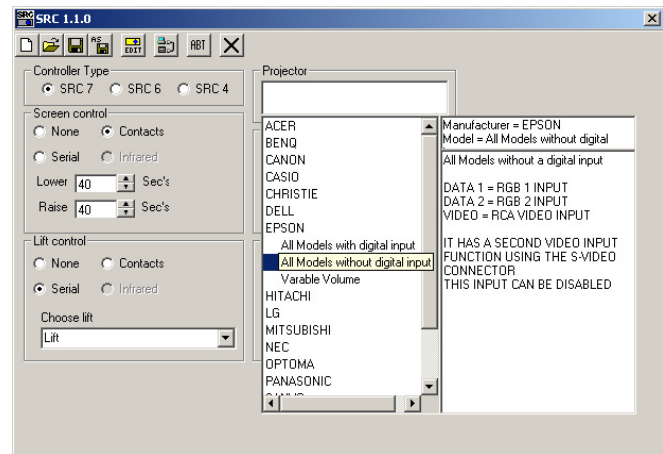 SRC SRC 1.1.0
AS EDIT ABT
Controller Type
SRC 7 SRC 6 SRC 4
Screen control
None Contacts
Serial Infrared
Lower 40 Sec's
Raise 40 Sec's
Lift control
None Contacts
Serial Infrared
Choose lift
Lift
Projector
ACER
BENQ
CANON
CASIO
CHRISTIE
DELL
EPSON
All Models with digital input
All Models without digital input
Varable Volume
HITACHI
LG
MITSUBISHI
NEC
OPTOMA
PANASONIC
Manufacturer = EPSON
Model = All Models without digital
All Models without a digital input
DATA 1 = RGB 1 INPUT
DATA 2 = RGB 2 INPUT
VIDEO = RCA VIDEO INPUT
IT HAS A SECOND VIDEO INPUT
FUNCTION USING THE S-VIDEO
CONNECTOR
THIS INPUT CAN BE DISABLED